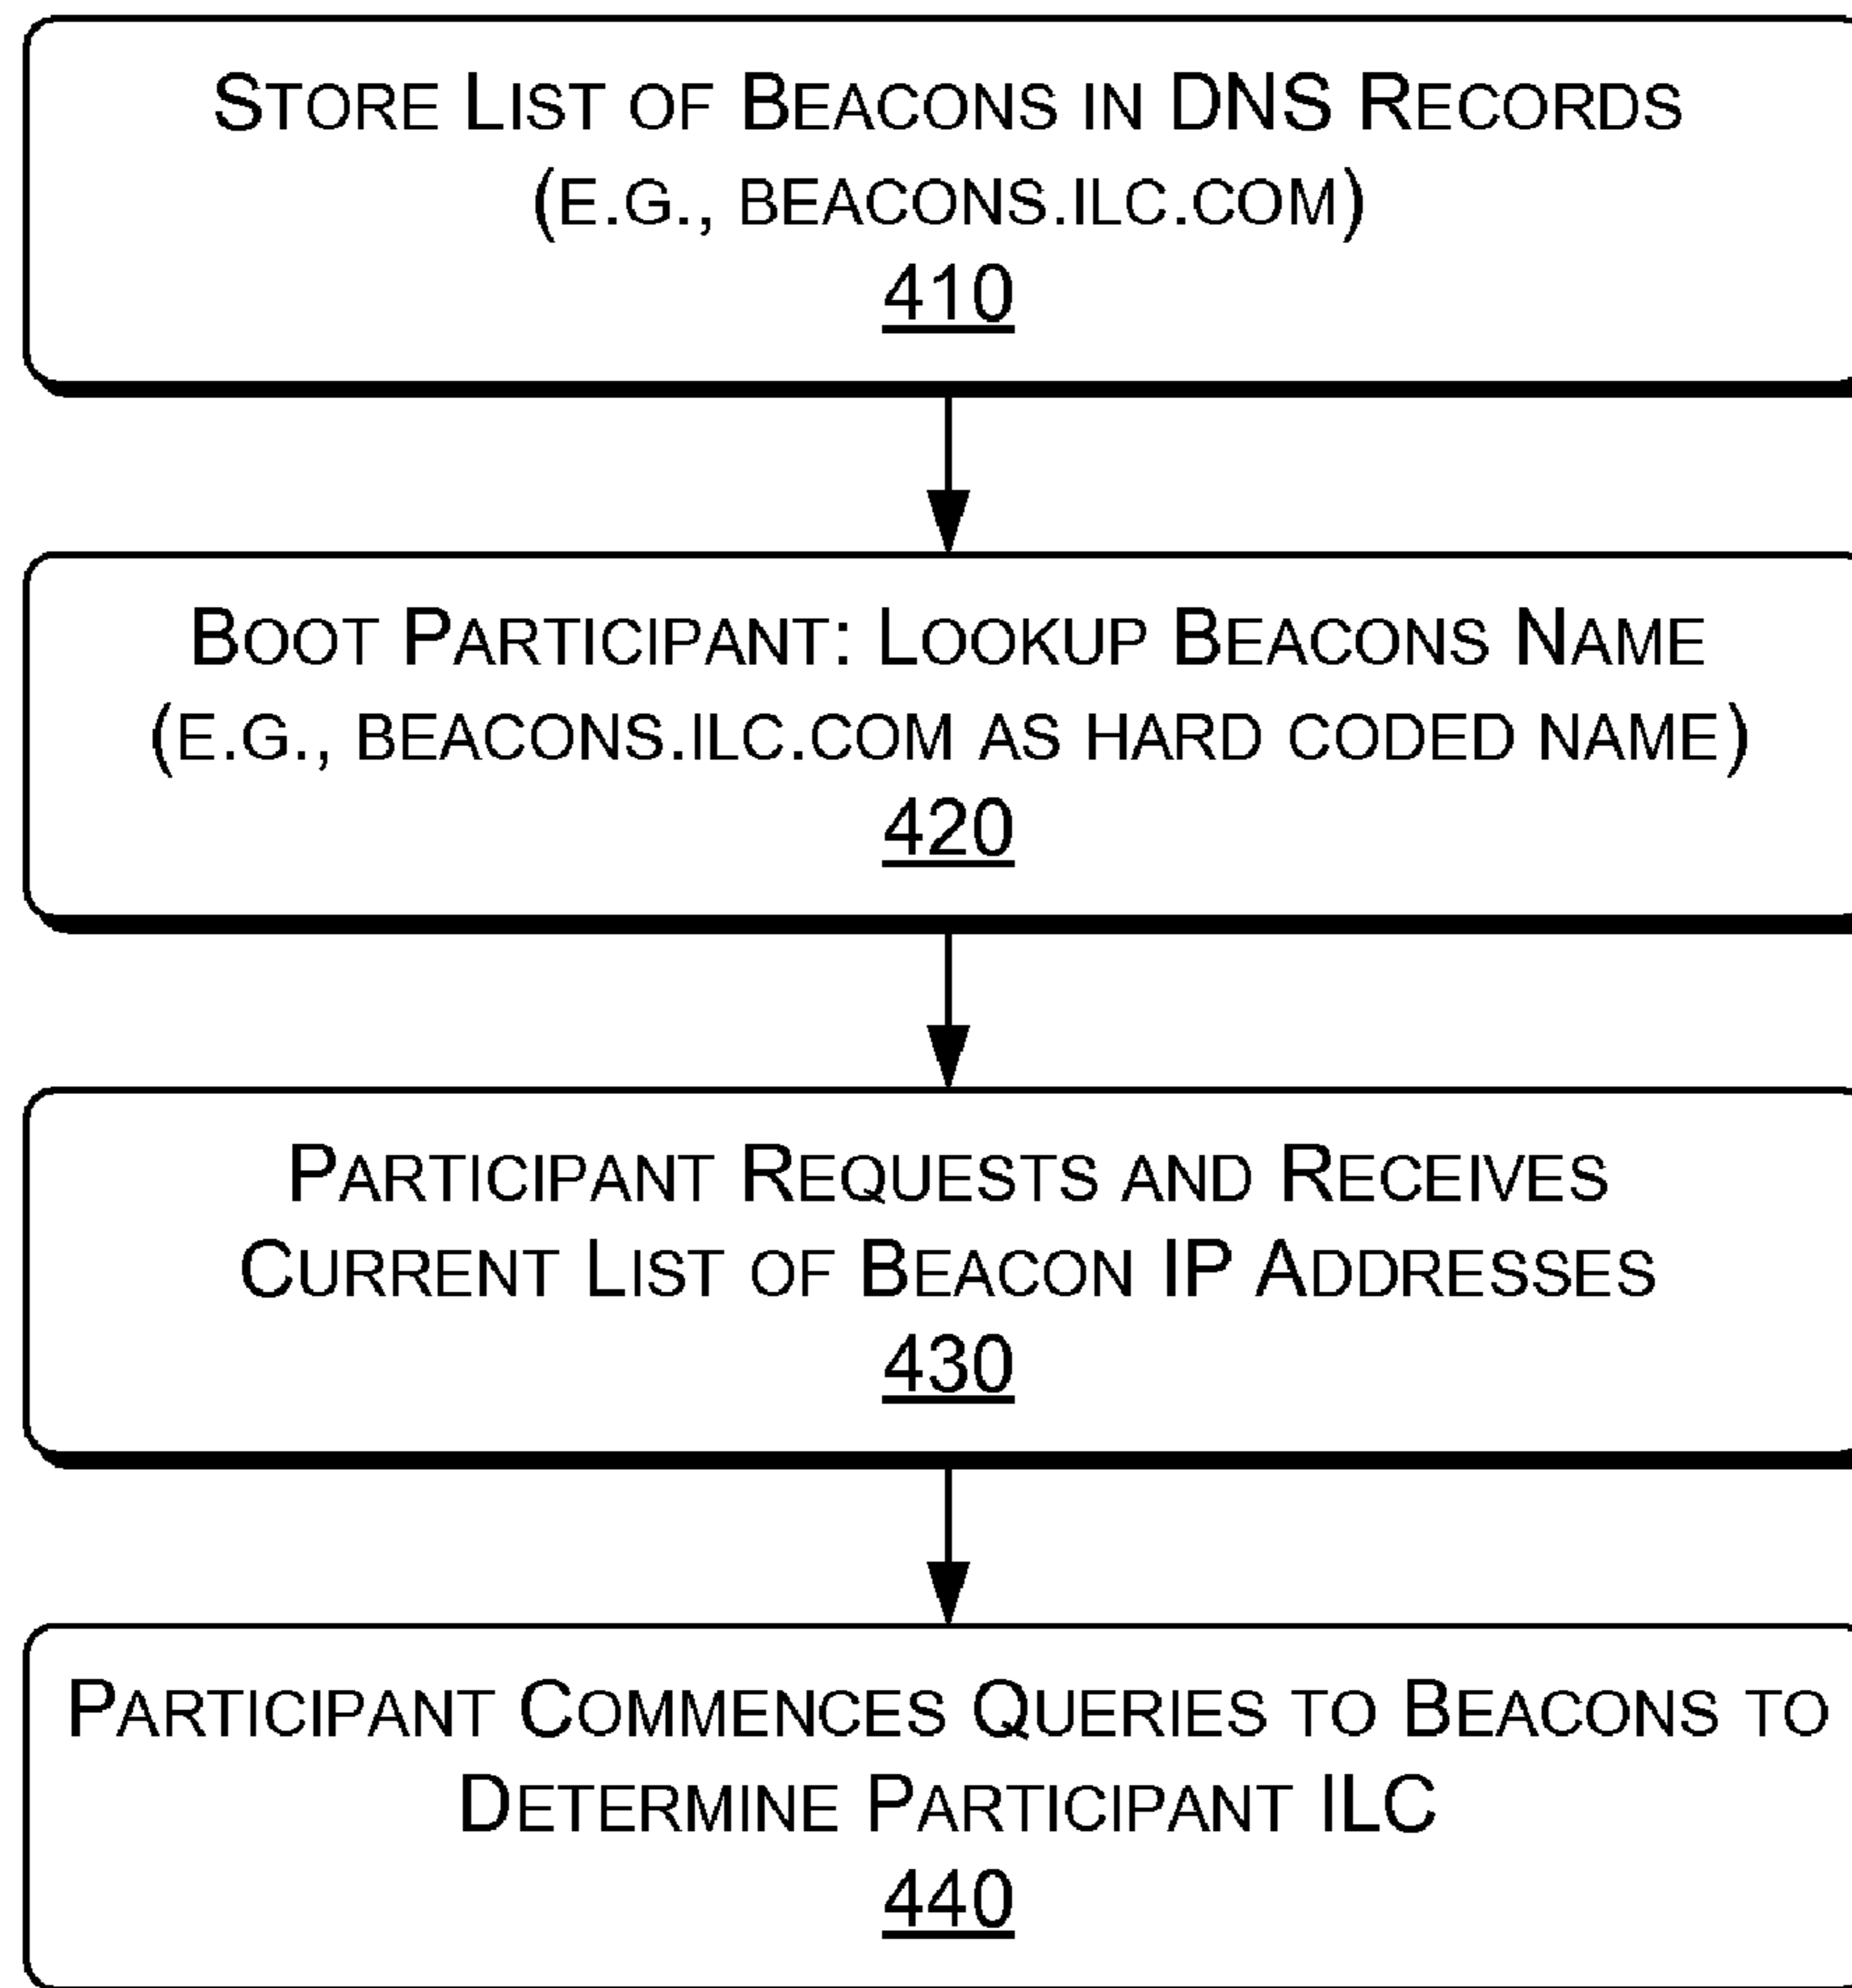 STORE LIST OF BEACONS IN DNS RECORDS
(E.G., BEACONS.ILC.COM)
410
BOOT PARTICIPANT: LOOKUP BEACONS NAME
(E.G., BEACONS.ILC.COM AS HARD CODED NAME)
420
PARTICIPANT REQUESTS AND RECEIVES
CURRENT LIST OF BEACON IP ADDRESSES
430
PARTICIPANT COMMENCES QUERIES TO BEACONS TO
DETERMINE PARTICIPANT ILC
440